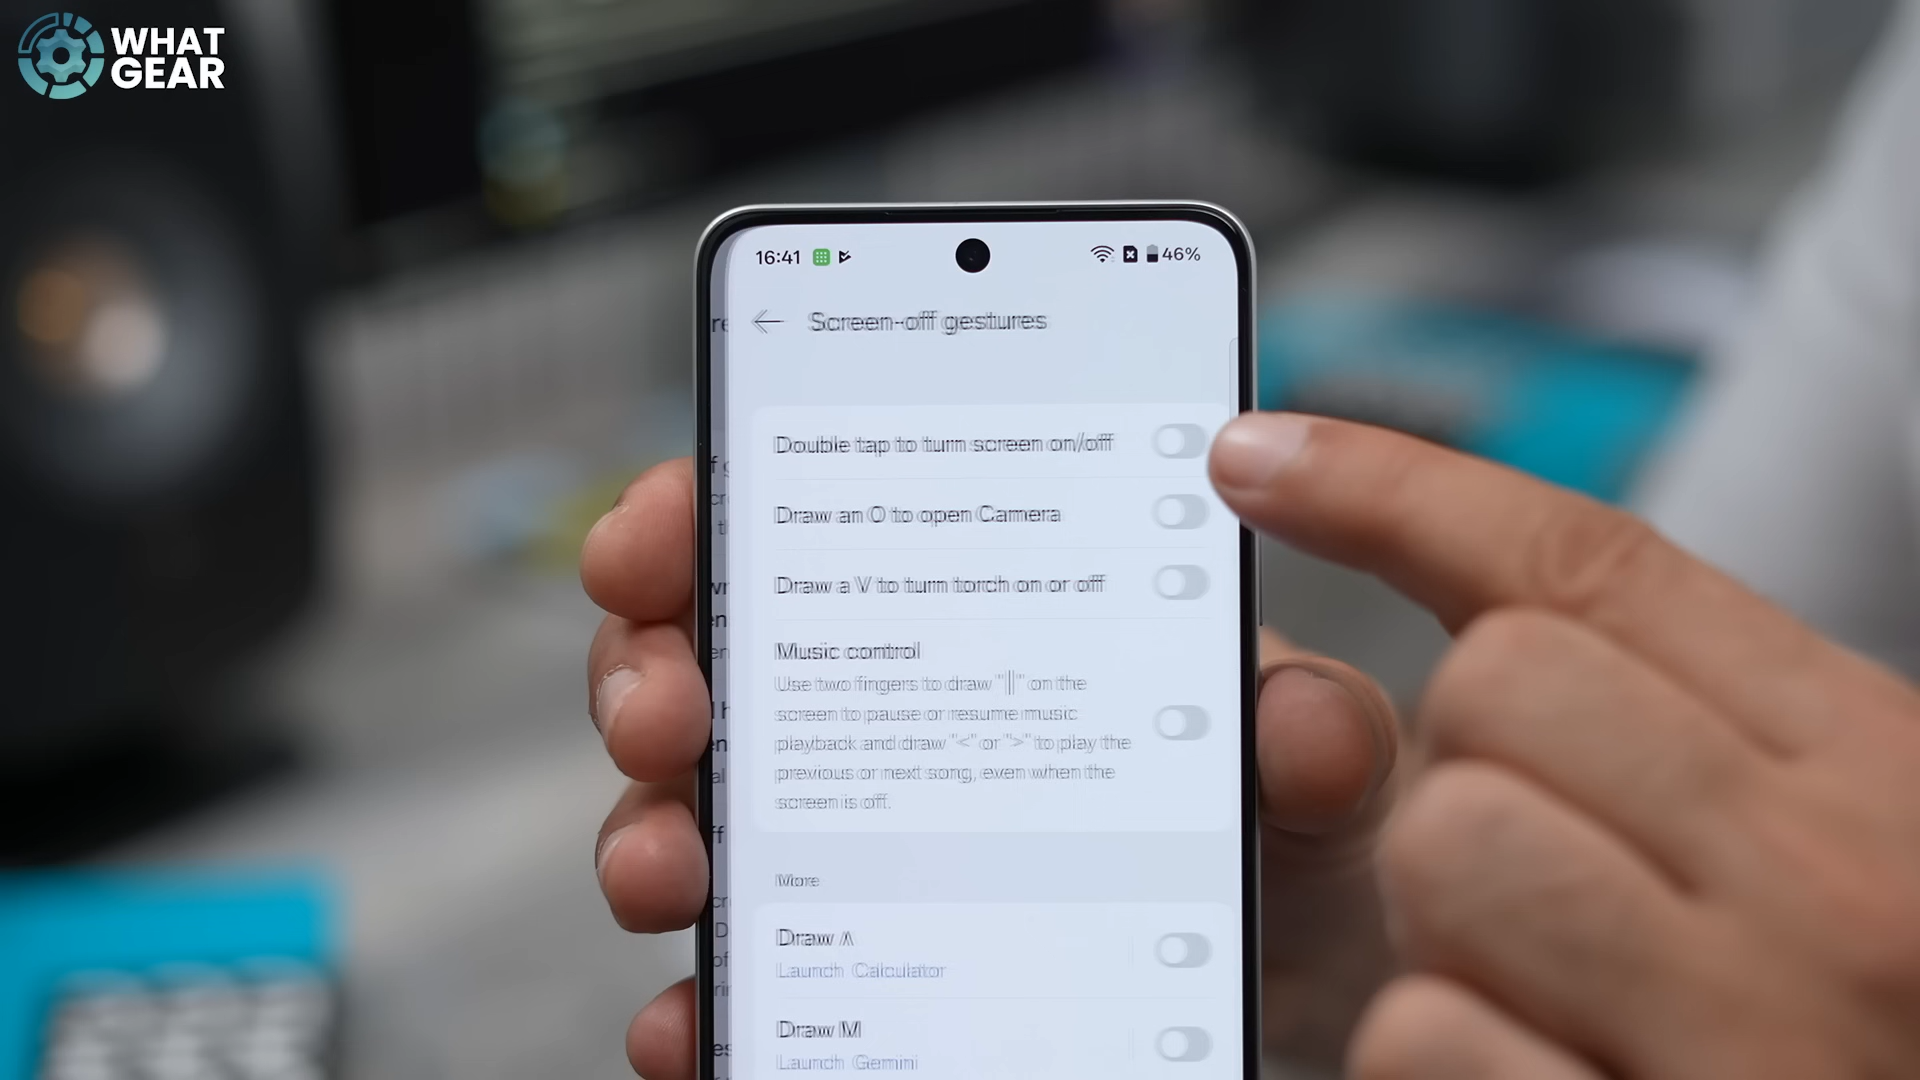 WHAT
GEAR
16:41
46%
Screen-off gestures
Double tap to turn screen on/off
Draw an O to open Camera
Draw a V to turn torch on or off
Music control
Use two fingers to draw "||" on the
screen to pause or resume music
playback and draw "<" or ">" to play the
previous or next song, even when the
screen is off.
More
Draw ∧
Launch Calculator
Draw M
Launch Gemini